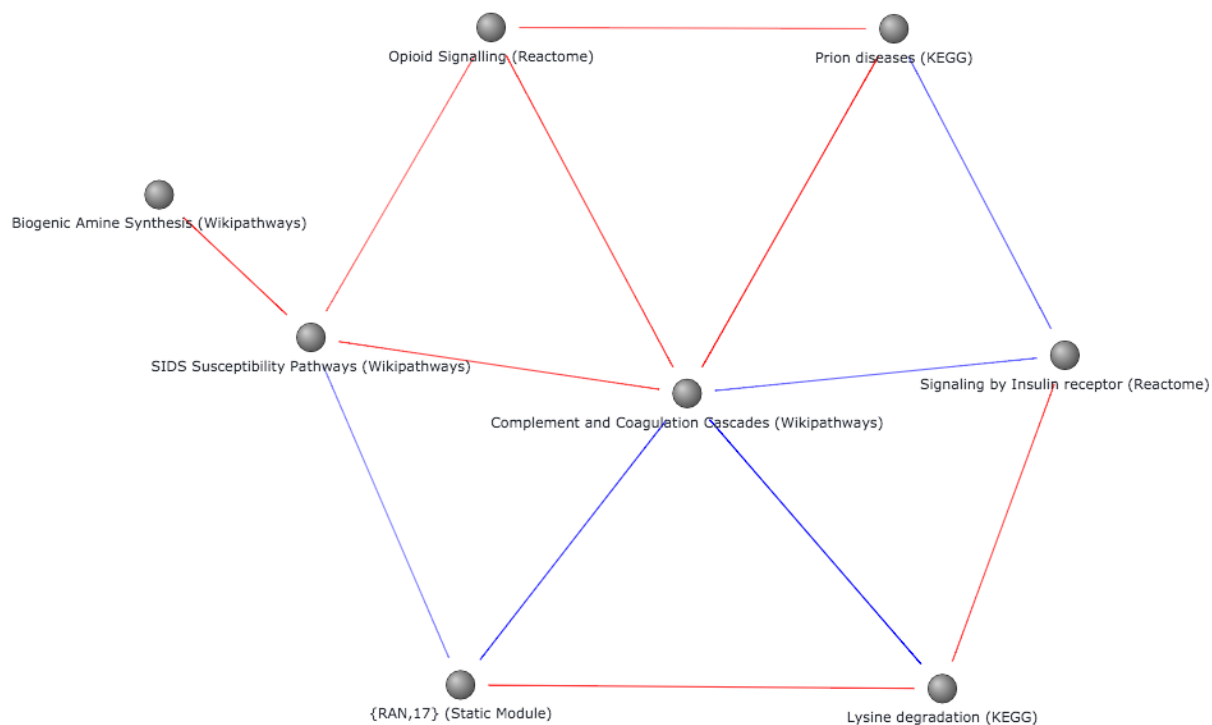 Opioid Signalling (Reactome)
Prion diseases (KEGG)
Biogenic Amine Synthesis (Wikipathways)
SIDS Susceptibility Pathways (Wikipathways)
Signaling by Insulin receptor (Reactome)
Complement and Coagulation Cascades (Wikipathways)
{RAN,17} (Static Module)
Lysine degradation (KEGG)